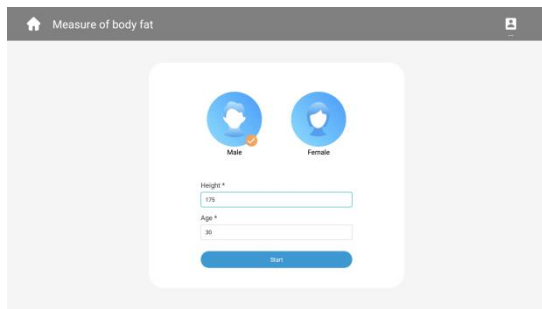 Measure of body fat
Male Female
Height *
175
Age *
30
Start